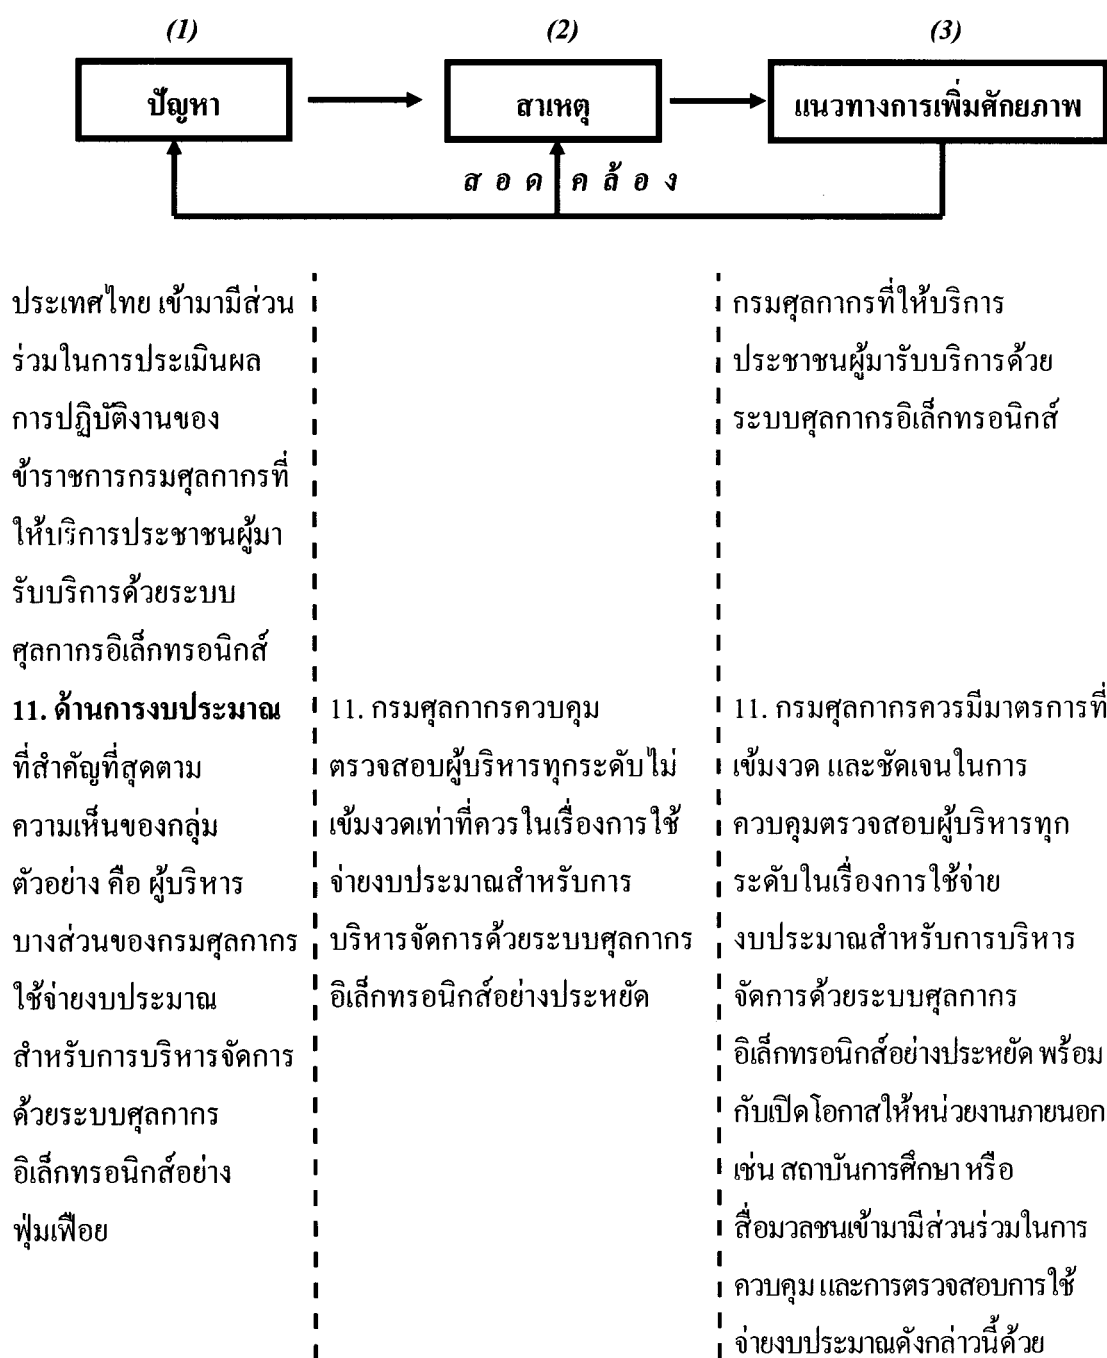 (1)
(2)
(3)
ปัญหา
สาเหตุ
แนวทางการเพิ่มศักยภาพ
สอดคล้อง
ประเทศไทย เข้ามามีส่วน
ร่วมในการประเมินผล
การปฏิบัติงานของ
ข้าราชการกรมศุลกากรที่
ให้บริการประชาชนผู้มา
รับบริการด้วยระบบ
ศุลกากรอิเล็กทรอนิกส์
11. ด้านการงบประมาณ
ที่สำคัญที่สุดตาม
ความเห็นของกลุ่ม
ตัวอย่าง คือ ผู้บริหาร
บางส่วนของกรมศุลกากร
ใช้จ่ายงบประมาณ
สำหรับการบริหารจัดการ
ด้วยระบบศุลกากร
อิเล็กทรอนิกส์อย่าง
ฟุ่มเฟือย
11. กรมศุลกากรควบคุม
ตรวจสอบผู้บริหารทุกระดับไม่
เข้มงวดเท่าที่ควรในเรื่องการใช้
จ่ายงบประมาณสำหรับการ
บริหารจัดการด้วยระบบศุลกากร
อิเล็กทรอนิกส์อย่างประหยัด
กรมศุลกากรที่ให้บริการ
ประชาชนผู้มารับบริการด้วย
ระบบศุลกากรอิเล็กทรอนิกส์
11. กรมศุลกากรควรมีมาตรการที่
เข้มงวด และชัดเจนในการ
ควบคุมตรวจสอบผู้บริหารทุก
ระดับในเรื่องการใช้จ่าย
งบประมาณสำหรับการบริหาร
จัดการด้วยระบบศุลกากร
อิเล็กทรอนิกส์อย่างประหยัด พร้อม
กับเปิดโอกาสให้หน่วยงานภายนอก
เช่น สถาบันการศึกษา หรือ
สื่อมวลชนเข้ามามีส่วนร่วมในการ
ควบคุม และการตรวจสอบการใช้
จ่ายงบประมาณดังกล่าวนี้ด้วย